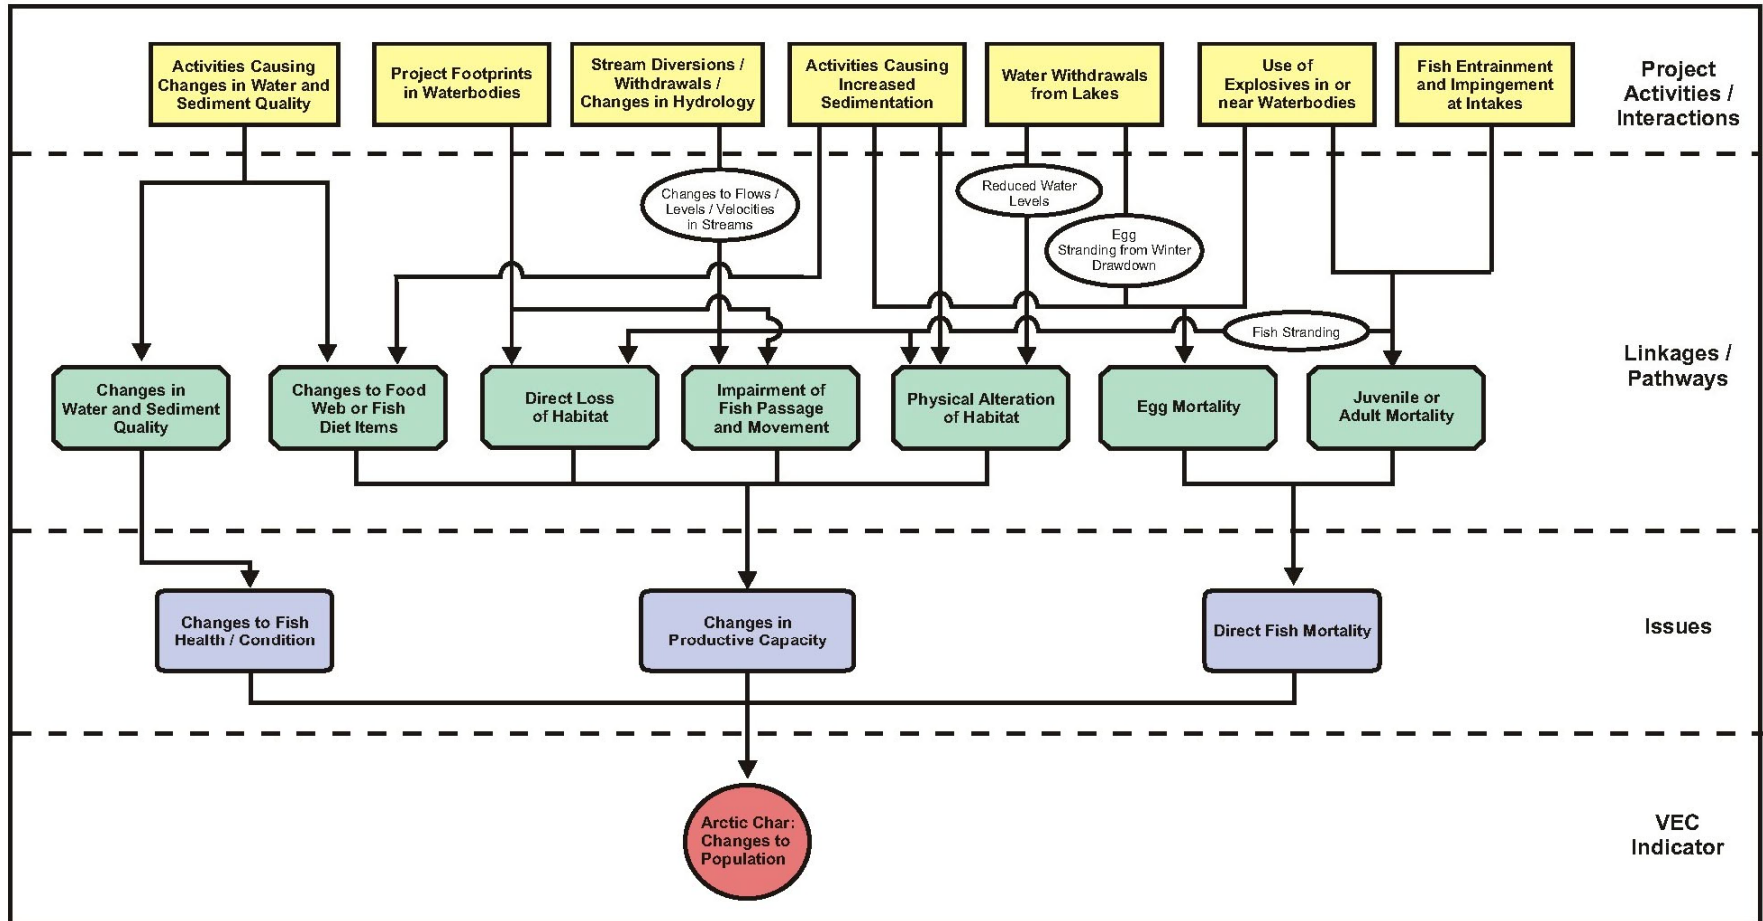 Activities Causing
Changes in Water and
Sediment Quality
Project Footprints
in Waterbodies
Stream Diversions /
Withdrawals /
Changes in Hydrology
Activities Causing
Increased
Sedimentation
Water Withdrawals
from Lakes
Use of
Explosives in or
near Waterbodies
Fish Entrainment
and Impingement
at Intakes
Project
Activities /
Interactions
Changes to Flows /
Levels / Velocities
in Streams
Reduced Water
Levels
Egg
Stranding from Winter
Drawdown
Fish Stranding
Changes in
Water and Sediment
Quality
Changes to Food
Web or Fish
Diet Items
Direct Loss
of Habitat
Impairment of
Fish Passage
and Movement
Physical Alteration
of Habitat
Egg Mortality
Juvenile or
Adult Mortality
Linkages /
Pathways
Changes to Fish
Health / Condition
Changes in
Productive Capacity
Direct Fish Mortality
Issues
Arctic Char:
Changes to
Population
VEC
Indicator